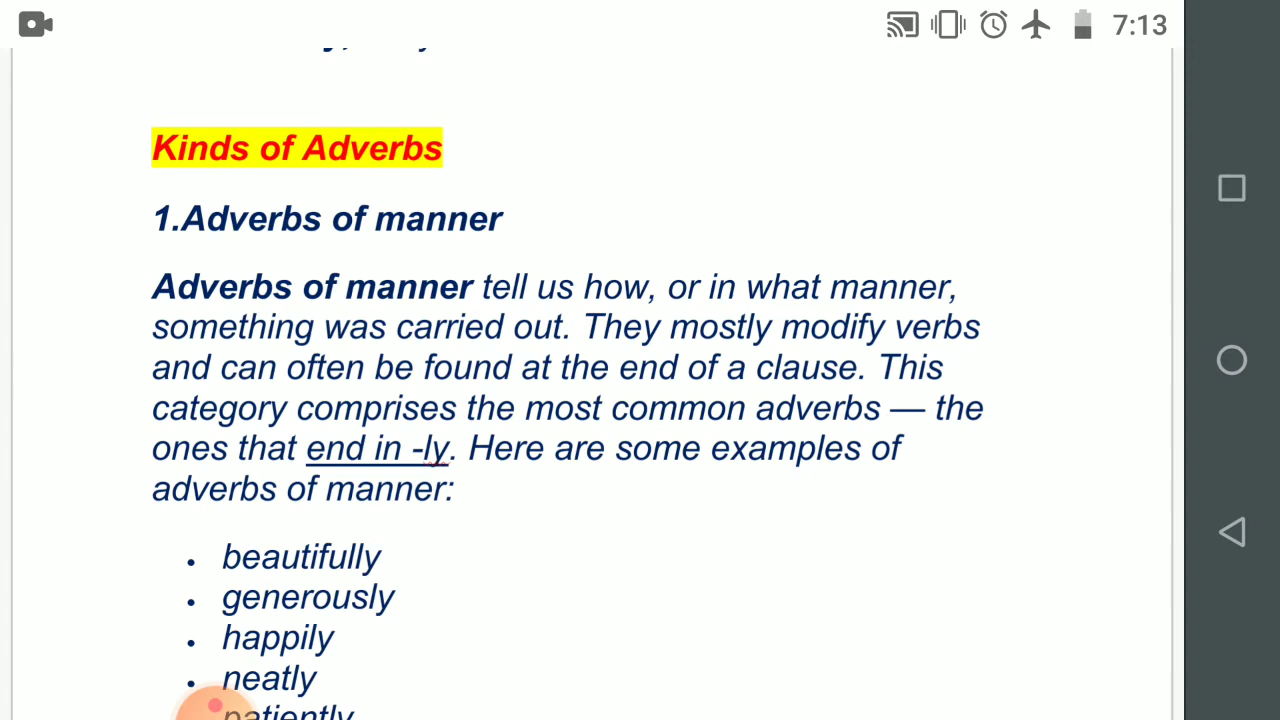 7:13
Kinds of Adverbs
1.Adverbs of manner
Adverbs of manner tell us how, or in what manner,
something was carried out. They mostly modify verbs
and can often be found at the end of a clause. This
category comprises the most common adverbs — the
ones that end in -ly. Here are some examples of
adverbs of manner:
• beautifully
• generously
• happily
• neatly
patiently